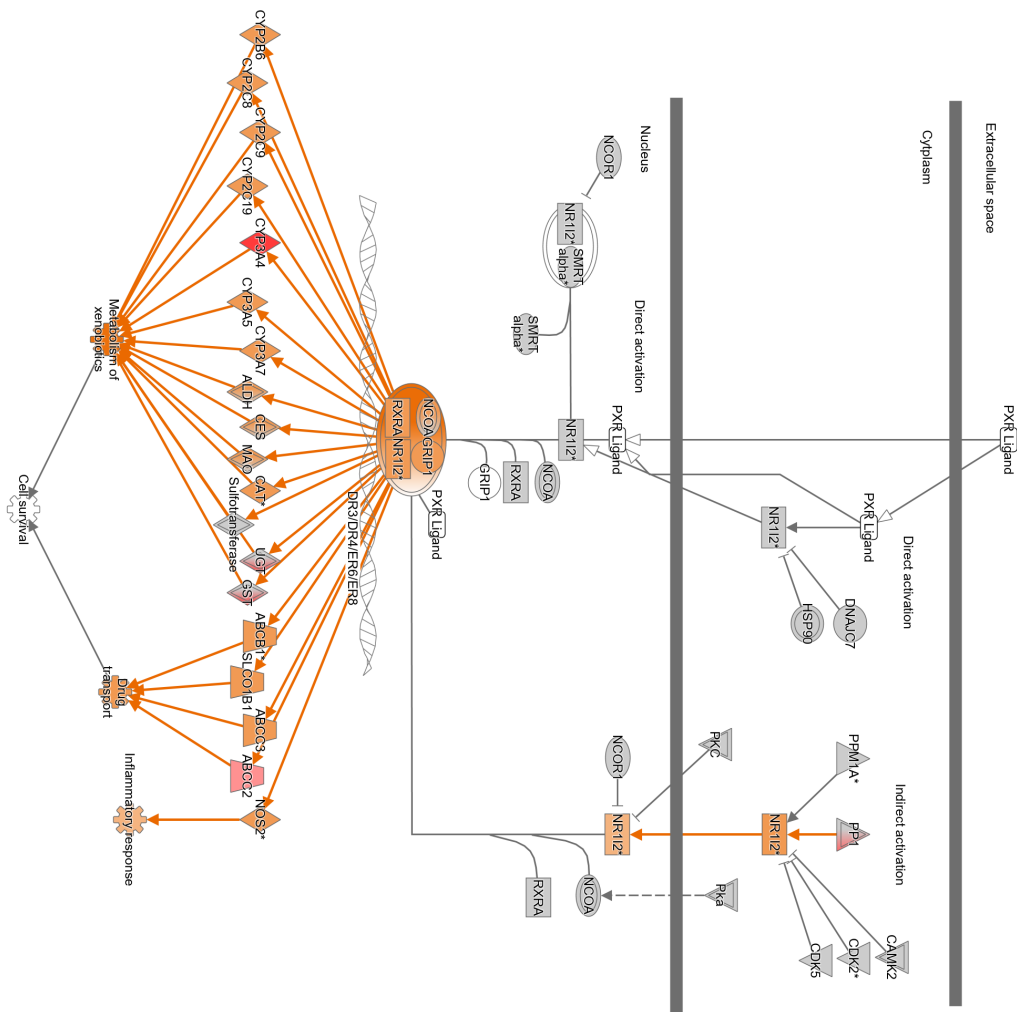 Extracellular space
Cytplasm
PXR Ligand
Direct activation
PXR Ligand
NR1I2*
DNAJC7
HSP90
Indirect activation
PPM1A*
PP1
NR1I2*
CAMK2
CDK2*
CDK5
Nucleus
Direct activation
NCOR1
NR1I2*
SMRT
alpha*
SMRT
alpha*
PXR Ligand
NR1I2*
NCOA
RXRA
GRIP1
PKC
NCOR1
NR1I2*
Pka
NCOA
RXRA
PXR Ligand
NCOA
GRIP1
RXRA
NR1I2*
DR3/DR4/ER6/ER8
CYP2B6
CYP2C8
CYP2C9
CYP2C19
CYP3A4
CYP3A5
CYP3A7
ALDH
CES
MAO
CAT*
Sulfotransferase
UGT
GST
ABCB1*
SLCO1B1
ABCC3
ABCC2
NOS2*
Metabolism of
xenobiotics
Drug
transport
Inflammatory response
Cell survival